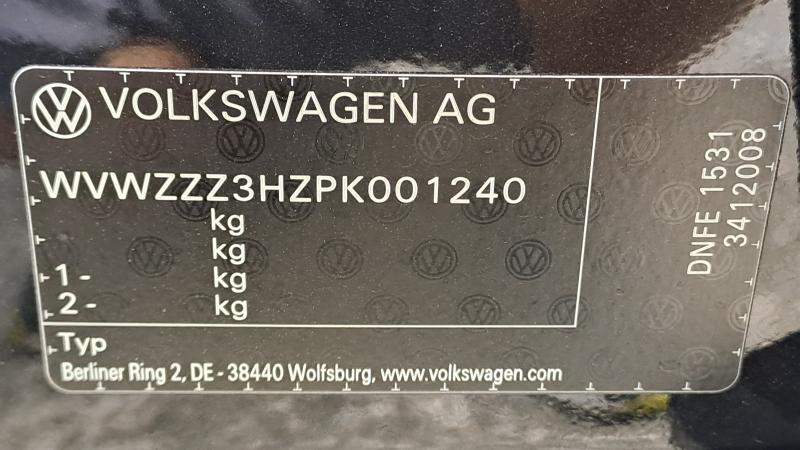 VOLKSWAGEN AG
WVWZZZ3HZPK001240
kg
kg
1 - kg
2 - kg
Typ
Berliner Ring 2, DE - 38440 Wolfsburg, www.volkswagen.com
DNFE 1531
3412008